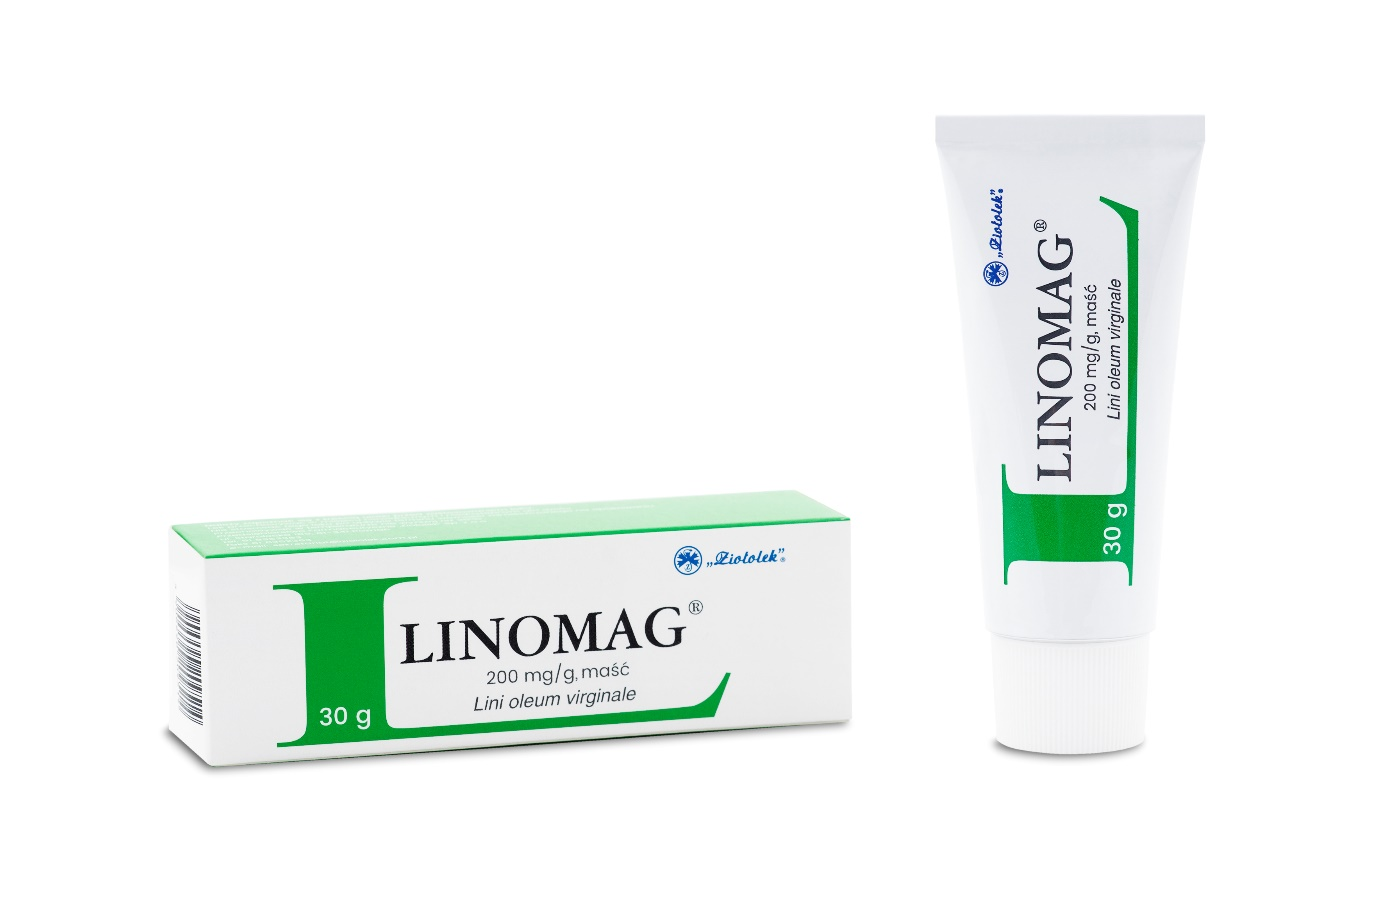 „Ziołolek”®
LINOMAG®
200 mg/g, maść
Lini oleum virginale
30 g
„Ziołolek”®
LINOMAG®
200 mg/g, maść
Lini oleum virginale
30 g